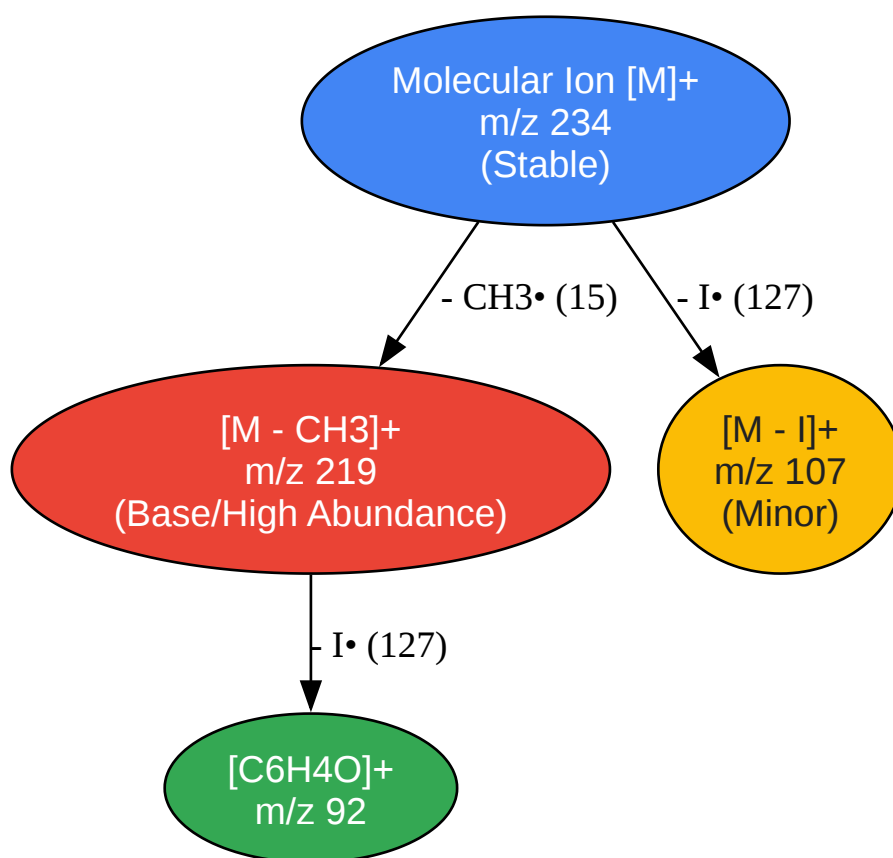 Molecular Ion [M]+
m/z 234
(Stable)
- CH3• (15)
- I• (127)
[M - CH3]+
m/z 219
(Base/High Abundance)
[M - I]+
m/z 107
(Minor)
- I• (127)
[C6H4O]+
m/z 92